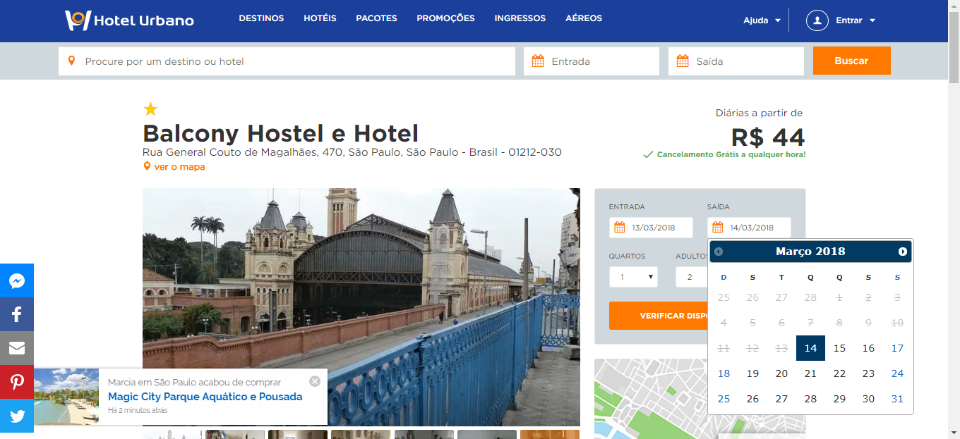 Hotel Urbano
DESTINOS HOTÉIS PACOTES PROMOÇÕES INGRESSOS AÉREOS
Ajuda Entrar
Procure por um destino ou hotel
Entrada
Saída
Buscar
Balcony Hostel e Hotel
Rua General Couto de Magalhães, 470, São Paulo, São Paulo - Brasil - 01212-030
ver o mapa
Diárias a partir de
R$ 44
Cancelamento Grátis a qualquer hora!
ENTRADA SAÍDA
13/03/2018 14/03/2018
QUARTOS ADULTOS
1 2
VERIFICAR DISP
Março 2018
D S T Q Q S S
25 26 27 28 1 2 3
4 5 6 7 8 9 10
11 12 13 14 15 16 17
18 19 20 21 22 23 24
25 26 27 28 29 30 31
Marcia em São Paulo acabou de comprar
Magic City Parque Aquático e Pousada
Há 2 minutos atrás